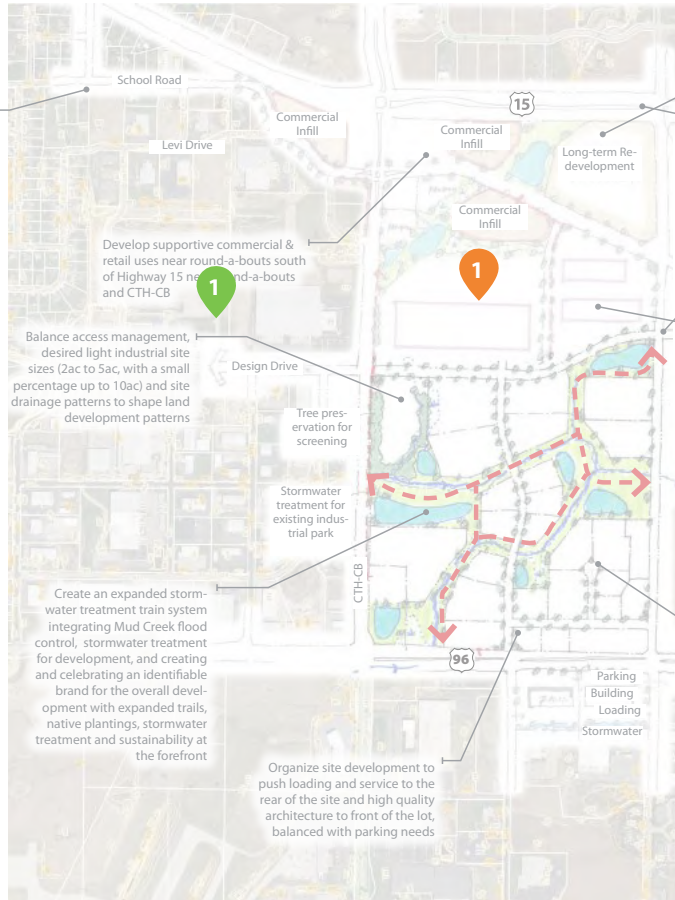 School Road
15
Commercial
Infill
Commercial
Infill
Levi Drive
Long-term Re-
development
Commercial
Infill
Develop supportive commercial &
retail uses near round-a-bouts south
of Highway 15 ne nd-a-bouts
and CTH-CB
1
1
Balance access management,
desired light industrial site
sizes (2ac to 5ac, with a small
percentage up to 10ac) and site
drainage patterns to shape land
development patterns
Design Drive
Tree pres-
ervation for
screening
Stormwater
treatment for
existing indus-
trial park
CTH-CB
Create an expanded storm-
water treatment train system
integrating Mud Creek flood
control, stormwater treatment
for development, and creating
and celebrating an identifiable
brand for the overall devel-
opment with expanded trails,
native plantings, stormwater
treatment and sustainability at
the forefront
96
Parking
Building
Loading
Stormwater
Organize site development to
push loading and service to the
rear of the site and high quality
architecture to front of the lot,
balanced with parking needs